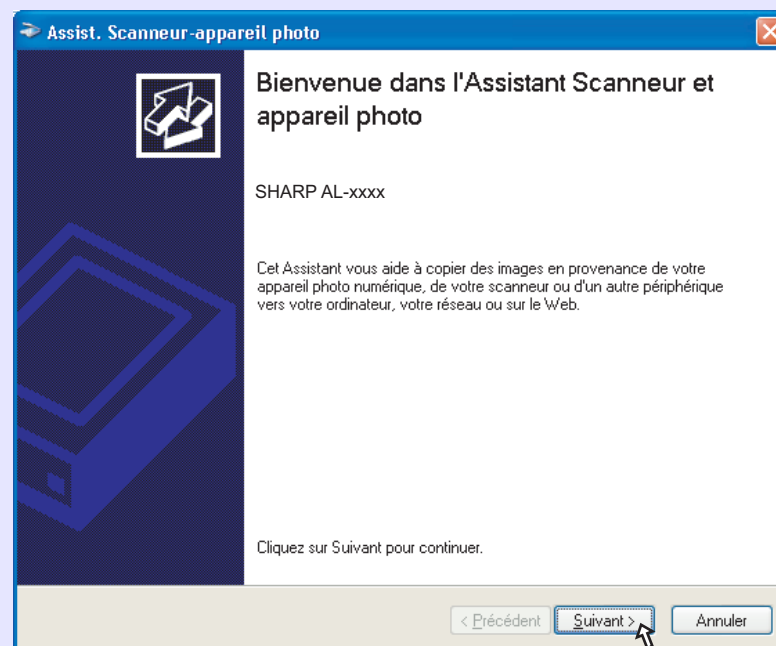 Assist. Scanneur-appareil photo
Bienvenue dans l'Assistant Scanneur et
appareil photo
SHARP AL-xxxx
Cet Assistant vous aide à copier des images en provenance de votre
appareil photo numérique, de votre scanneur ou d'un autre périphérique
vers votre ordinateur, votre réseau ou sur le Web.
Cliquez sur Suivant pour continuer.
< Précédent Suivant > Annuler